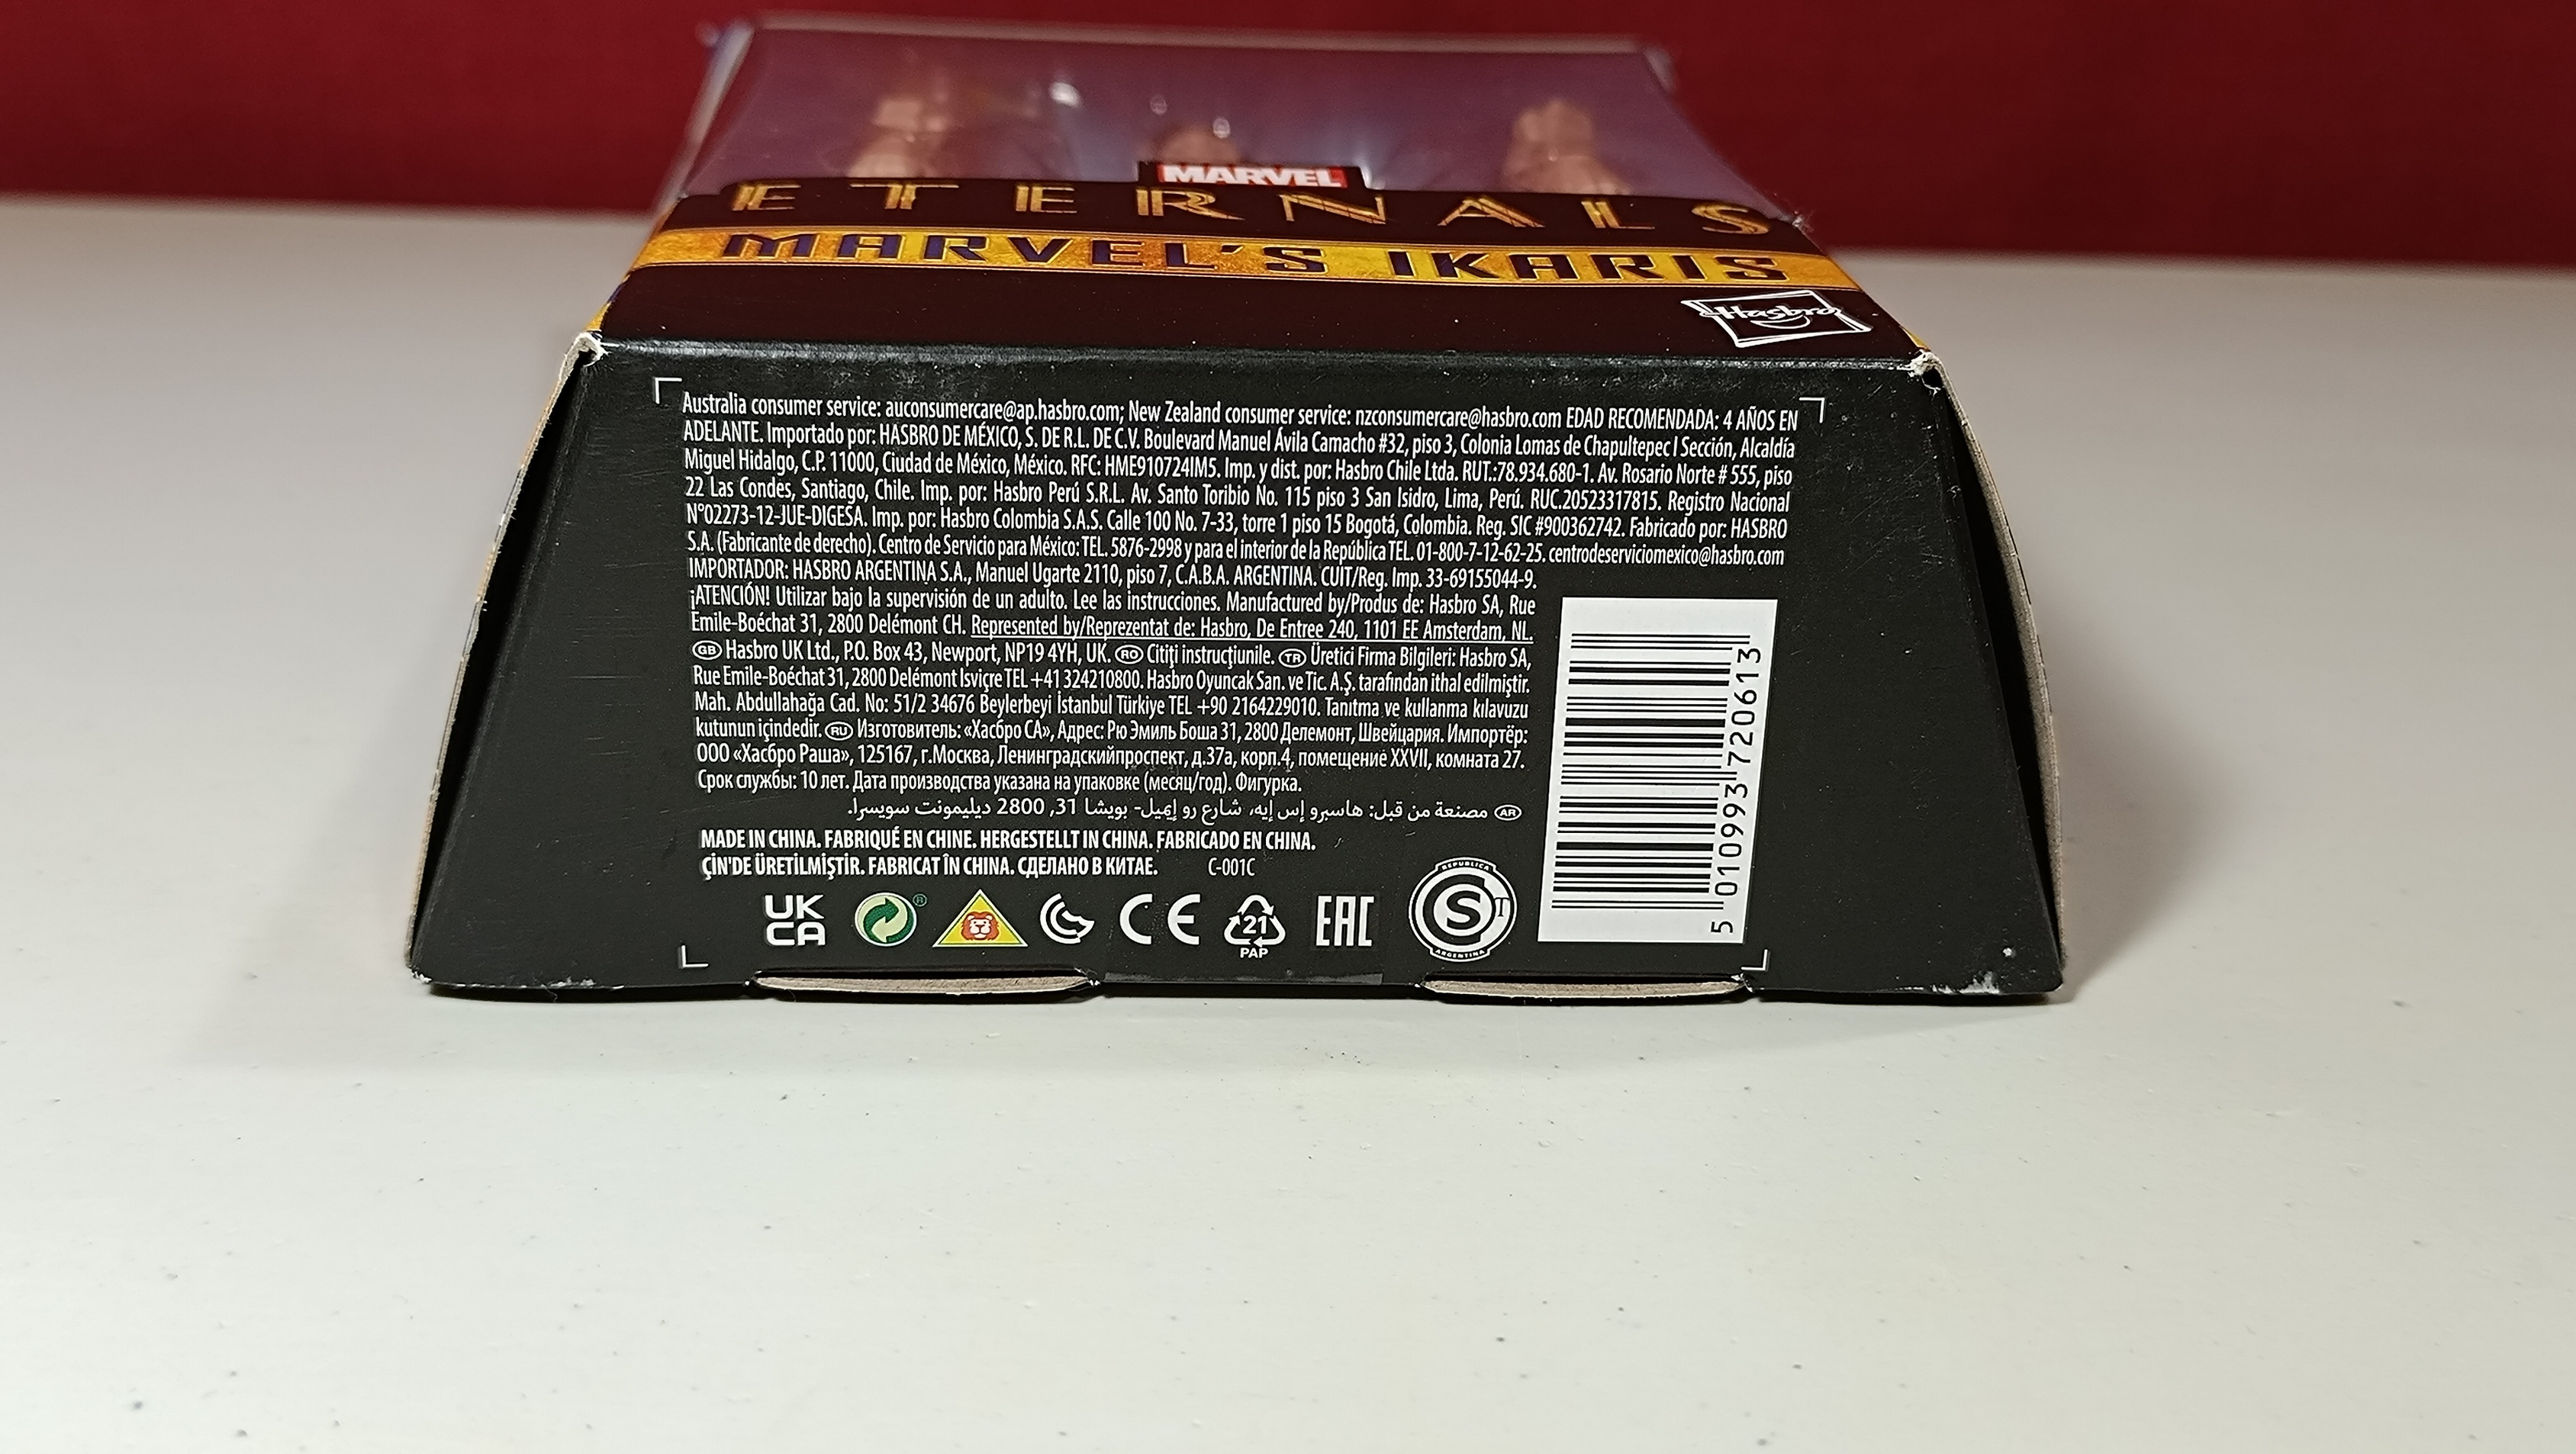 MARVEL
ETERNALS
MARVEL'S IKARIS
Hasbro
Australia consumer service: auconsumercare@ap.hasbro.com; New Zealand consumer service: nzconsumercare@hasbro.com EDAD RECOMENDADA: 4 AÑOS EN
ADELANTE. Importado por: HASBRO DE MÉXICO, S. DE R.L. DE C.V. Boulevard Manuel Ávila Camacho #32, piso 3, Colonia Lomas de Chapultepec I Sección, Alcaldía
Miguel Hidalgo, C.P. 11000, Ciudad de México, México. RFC: HME910724IM5. Imp. y dist. por: Hasbro Chile Ltda. RUT.:78.934.680-1. Av. Rosario Norte # 555, piso
22 Las Condes, Santiago, Chile. Imp. por: Hasbro Perú S.R.L. Av. Santo Toribio No. 115 piso 3 San Isidro, Lima, Perú. RUC.20523317815. Registro Nacional
N°02273-12-JUE-DIGESA. Imp. por: Hasbro Colombia S.A.S. Calle 100 No. 7-33, torre 1 piso 15 Bogotá, Colombia. Reg. SIC #900362742. Fabricado por: HASBRO
S.A. (Fabricante de derecho). Centro de Servicio para México: TEL. 5876-2998 y para el interior de la República TEL. 01-800-7-12-62-25. centrodeserviciomexico@hasbro.com
IMPORTADOR: HASBRO ARGENTINA S.A., Manuel Ugarte 2110, piso 7, C.A.B.A. ARGENTINA. CUIT/Reg. Imp. 33-69155044-9.
¡ATENCIÓN! Utilizar bajo la supervisión de un adulto. Lee las instrucciones. Manufactured by/Produs de: Hasbro SA, Rue
Emile-Boéchat 31, 2800 Delémont CH. Represented by/Reprezentat de: Hasbro, De Entree 240, 1101 EE Amsterdam, NL.
GB Hasbro UK Ltd., P.O. Box 43, Newport, NP19 4YH, UK. RO Citiţi instrucţiunile. TR Üretici Firma Bilgileri: Hasbro SA,
Rue Emile-Boéchat 31, 2800 Delémont Isviçre TEL +41 324210800. Hasbro Oyuncak San. ve Tic. A.Ş. tarafından ithal edilmiştir.
Mah. Abdullahağa Cad. No: 51/2 34676 Beylerbeyi İstanbul Türkiye TEL +90 2164229010. Tanıtma ve kullanma kılavuzu
kutunun içindedir. RU Изготовитель: «Хасбро СА», Адрес: Рю Эмиль Боша 31, 2800 Делемонт, Швейцария. Импортёр:
ООО «Хасбро Раша», 125167, г.Москва, Ленинградскийпроспект, д.37а, корп.4, помещение XXVII, комната 27.
Срок службы: 10 лет. Дата производства указана на упаковке (месяц/год). Фигурка.
AR مصنعة من قبل: هاسبرو إس إيه، شارع رو إيميل- بويشا 31, 2800 ديليمونت سويسرا.
MADE IN CHINA. FABRIQUÉ EN CHINE. HERGESTELLT IN CHINA. FABRICADO EN CHINA.
ÇİN'DE ÜRETİLMİŞTİR. FABRICAT ÎN CHINA. СДЕЛАНО В КИТАЕ. C-001C
UK
CA
CE
21
PAP
EAC
REPUBLICA
S T
ARGENTINA
5 010993 720613